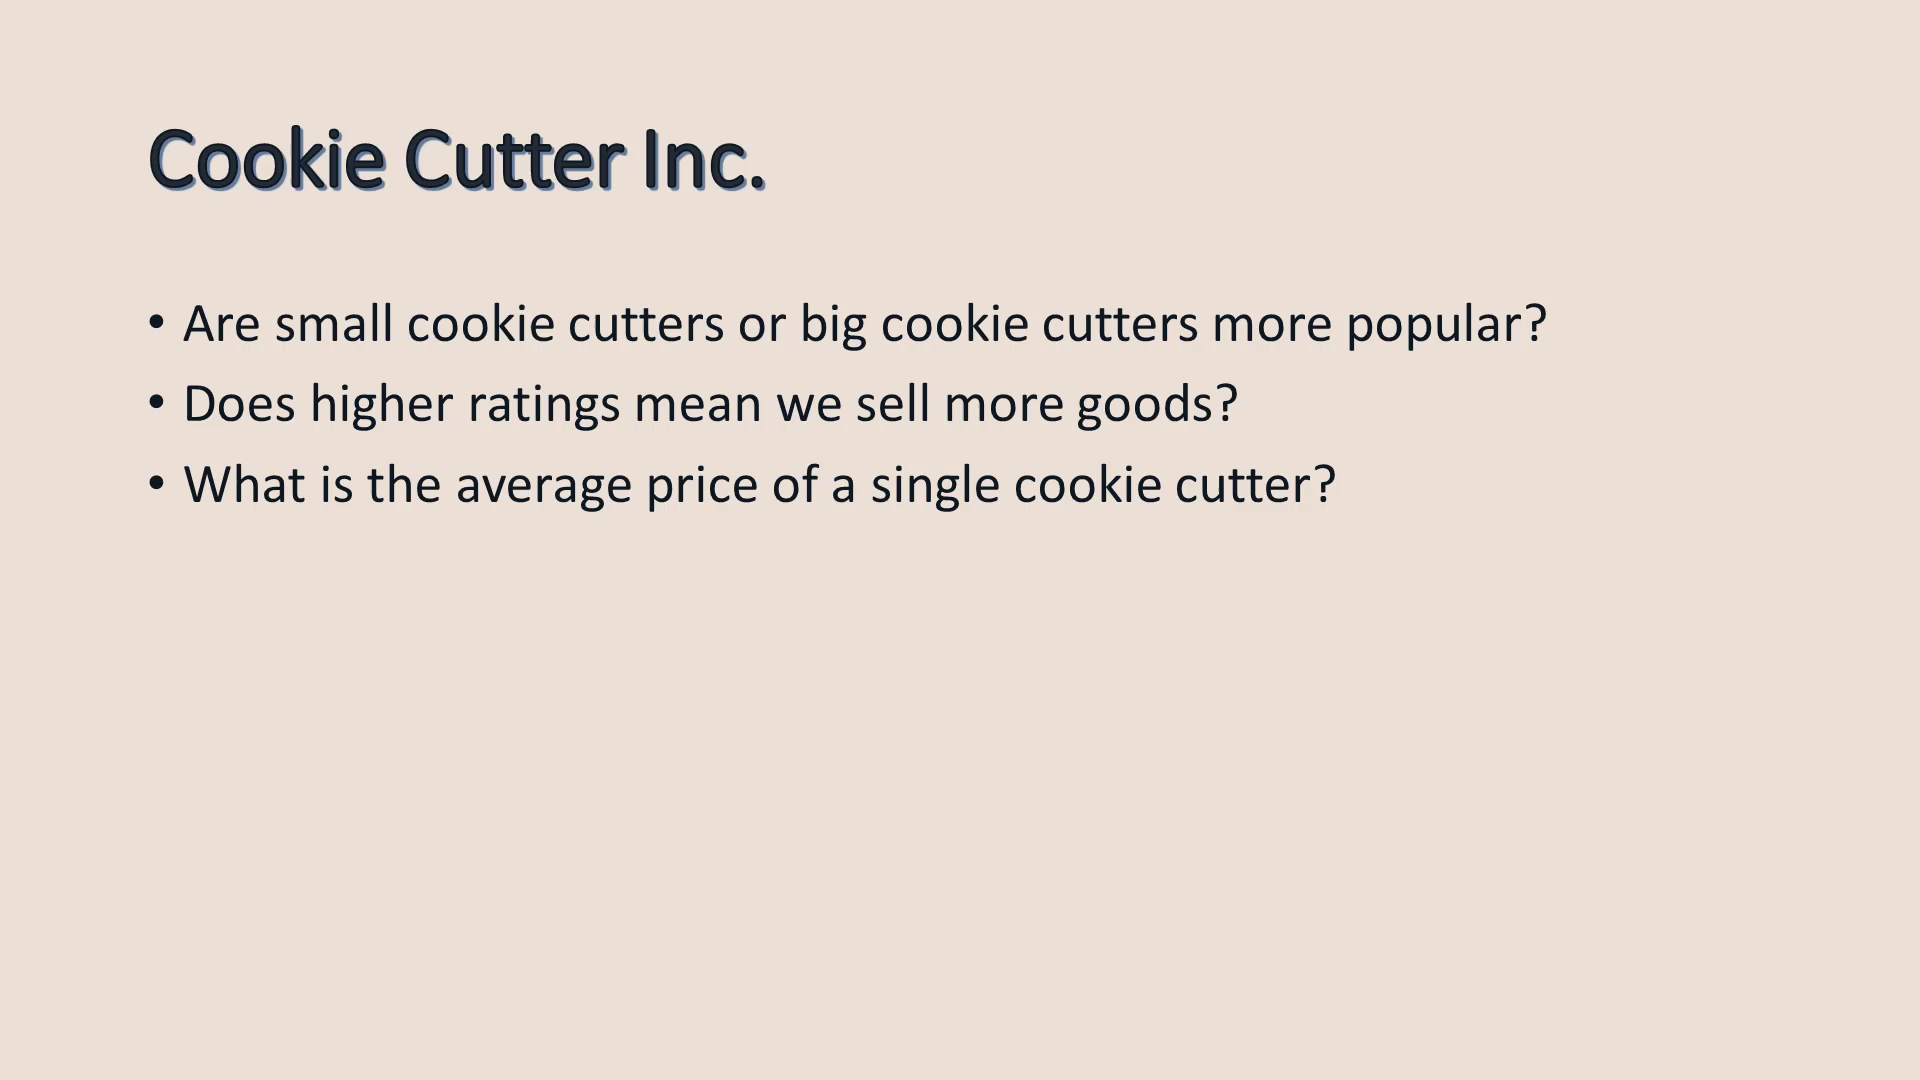 Cookie Cutter Inc.
• Are small cookie cutters or big cookie cutters more popular?
• Does higher ratings mean we sell more goods?
• What is the average price of a single cookie cutter?